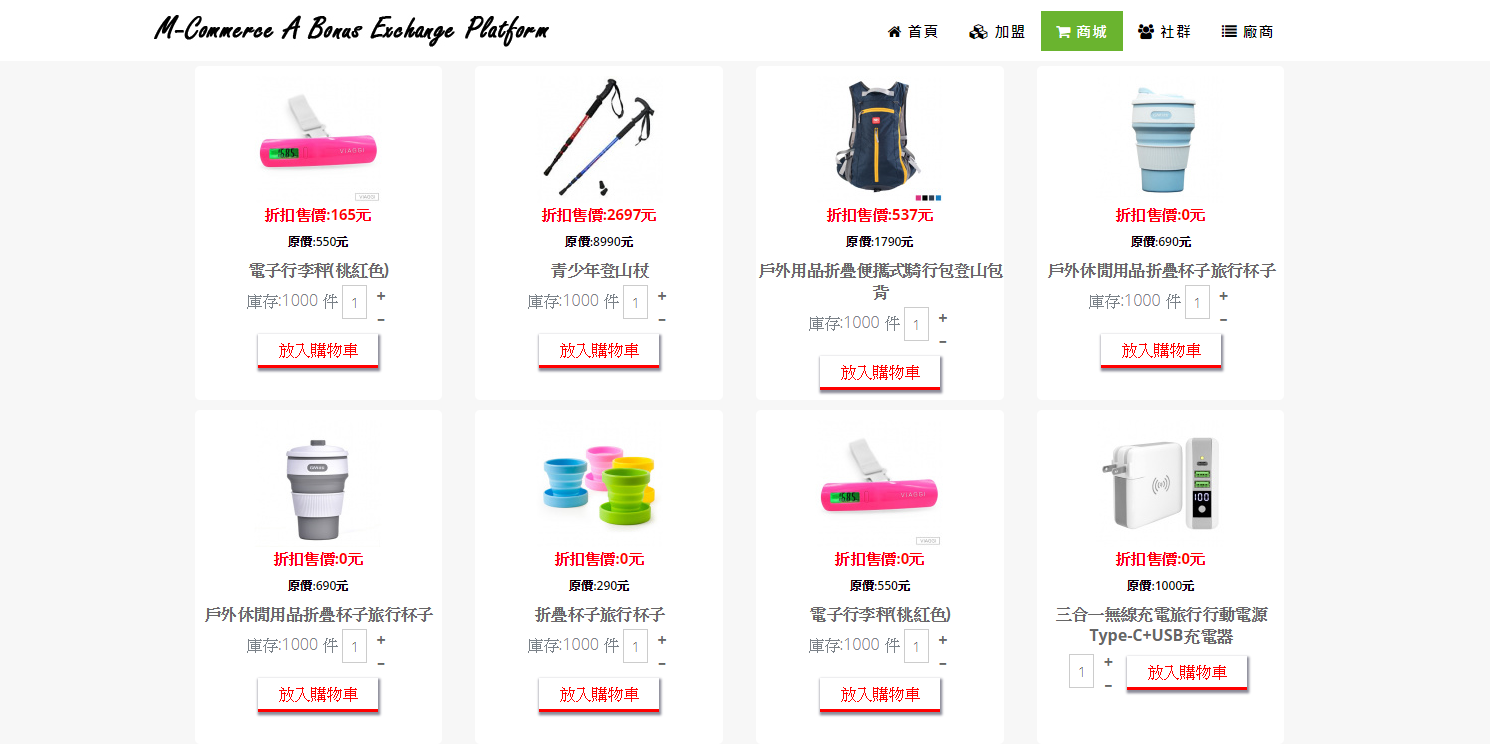 M-Commerce A Bonus Exchange Platform
首頁
加盟
商城
社群
廠商
VIAGGI
VIAGGI
折扣售價:165元
原價:550元
電子行李秤(桃紅色)
庫存:1000 件 1 + -
放入購物車
折扣售價:2697元
原價:8990元
青少年登山杖
庫存:1000 件 1 + -
放入購物車
折扣售價:537元
原價:1790元
戶外用品折疊便攜式騎行包登山包
背
庫存:1000 件 1 + -
放入購物車
折扣售價:0元
原價:690元
戶外休閒用品折疊杯子旅行杯子
庫存:1000 件 1 + -
放入購物車
折扣售價:0元
原價:690元
戶外休閒用品折疊杯子旅行杯子
庫存:1000 件 1 + -
放入購物車
折扣售價:0元
原價:290元
折疊杯子旅行杯子
庫存:1000 件 1 + -
放入購物車
VIAGGI
VIAGGI
折扣售價:0元
原價:550元
電子行李秤(桃紅色)
庫存:1000 件 1 + -
放入購物車
100
折扣售價:0元
原價:1000元
三合一無線充電旅行行動電源
Type-C+USB充電器
1 + - 放入購物車